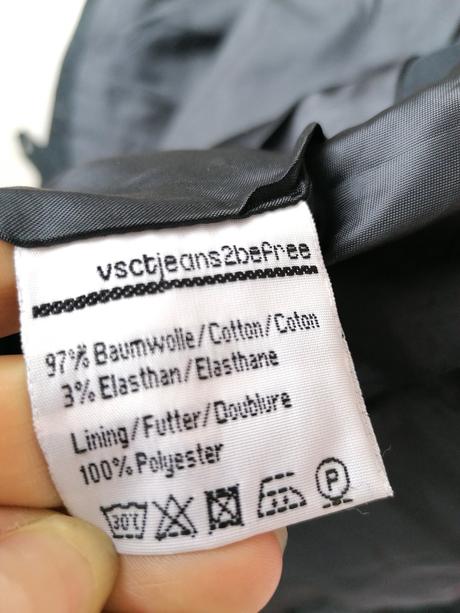 vsctjeans2befree
97% Baumwolle/Cotton/Coton
3% Elasthan/Elasthane
Lining/Futter/Doublure
100% Polyester
30°C P